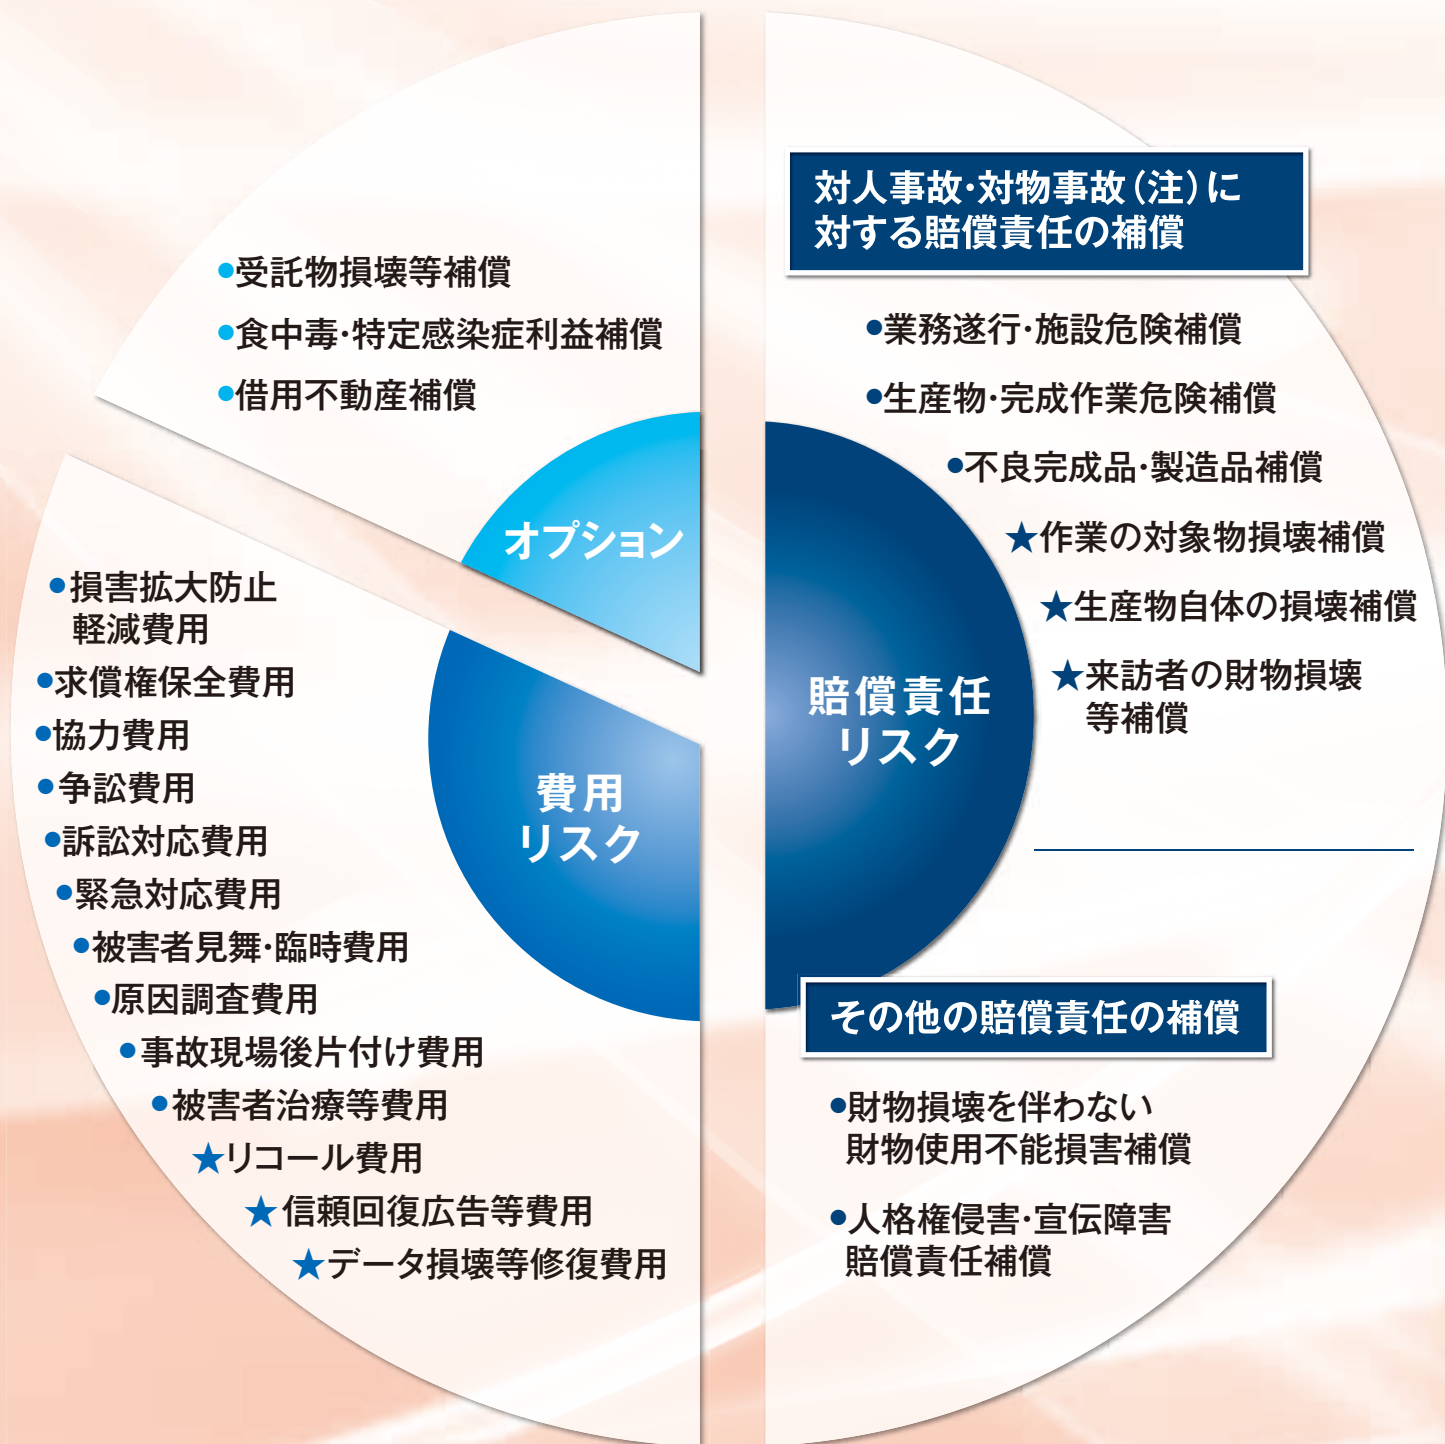 対人事故・対物事故（注）に
対する賠償責任の補償
●業務遂行・施設危険補償
●生産物・完成作業危険補償
●不良完成品・製造品補償
★作業の対象物損壊補償
★生産物自体の損壊補償
★来訪者の財物損壊
等補償
賠償責任
リスク
その他の賠償責任の補償
●財物損壊を伴わない
財物使用不能損害補償
●人格権侵害・宣伝障害
賠償責任補償
●受託物損壊等補償
●食中毒・特定感染症利益補償
●借用不動産補償
オプション
●損害拡大防止
軽減費用
●求償権保全費用
●協力費用
●争訟費用
●訴訟対応費用
●緊急対応費用
●被害者見舞・臨時費用
●原因調査費用
●事故現場後片付け費用
●被害者治療等費用
★リコール費用
★信頼回復広告等費用
★データ損壊等修復費用
費用
リスク